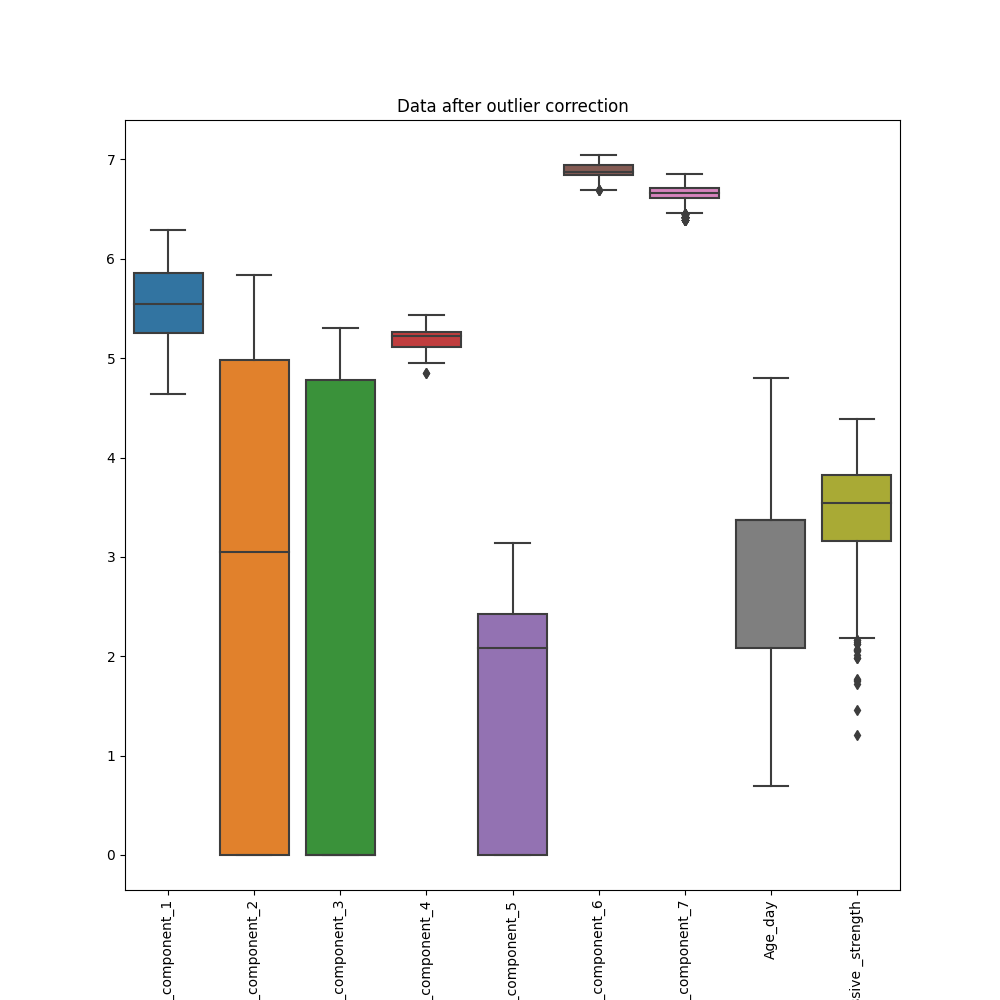 Data after outlier correction
7
6
5
4
3
2
1
0
_component_1
_component_2
_component_3
_component_4
_component_5
_component_6
_component_7
Age_day
sive _strength